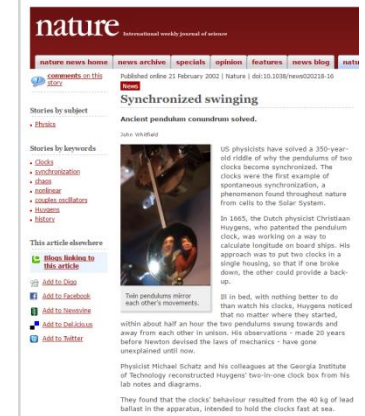 nature International weekly journal of science
nature news home news archive specials opinion features news blog natu
comments on this
story
Published online 21 February 2002 | Nature | doi:10.1038/news020218-16
News
Synchronized swinging
Stories by subject
Physics
Stories by keywords
Clocks
synchronization
chaos
nonlinear
couples oscillators
Huygens
history
This article elsewhere
Blogs linking to
this article
Add to Digg
Add to Facebook
Add to Newsvine
Add to Del.icio.us
Add to Twitter
Ancient pendulum conundrum solved.
John Whitfield
Twin pendulums mirror
each other's movements.
US physicists have solved a 350-year-
old riddle of why the pendulums of two
clocks become synchronized. The
clocks were the first example of
spontaneous synchronization, a
phenomenon found throughout nature
from cells to the Solar System.
In 1665, the Dutch physicist Christiaan
Huygens, who patented the pendulum
clock, was working on a way to
calculate longitude on board ships. His
approach was to put two clocks in a
single housing, so that if one broke
down, the other could provide a back-
up.
Ill in bed, with nothing better to do
than watch his clocks, Huygens noticed
that no matter where they started,
within about half an hour the two pendulums swung towards and
away from each other in unison. His observations - made 20 years
before Newton devised the laws of mechanics - have gone
unexplained until now.
Physicist Michael Schatz and his colleagues at the Georgia Institute
of Technology reconstructed Huygens' two-in-one clock box from his
lab notes and diagrams.
They found that the clocks' behaviour resulted from the 40 kg of lead
ballast in the apparatus, intended to hold the clocks fast at sea.